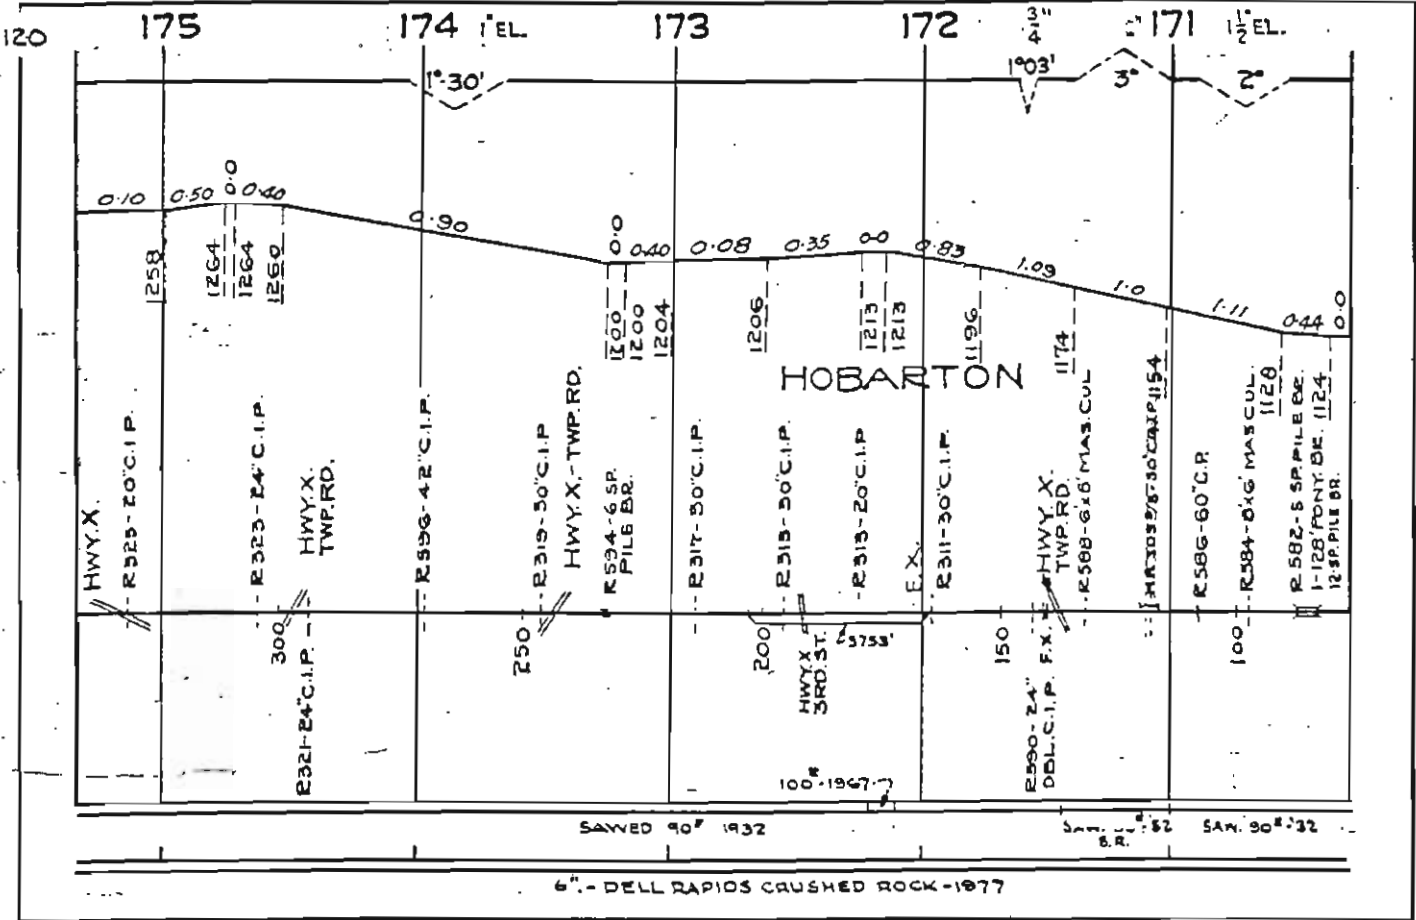 120
175 174 1" EL. 173 172 3/4" 171 1 1/2" EL.
1°-30' 1°03' 3° 2°
0.10 0.50 0.0 0.40 0.90 0.0 0.40 0.08 0.35 0.0 0.83 1.09 1.0 1.11 0.44 0.0
1258 1264 1264 1260 1200 1200 1204 1206 1213 1213 1196 1174 1154 1128 1124
HOBARTON
HWY.X.
R325-20"C.I.P.
R323-24"C.I.P.
HWY.X.
TWP.RD.
R596-42"C.I.P.
R319-30"C.I.P
HWY.X.-TWP.RD.
R594-6 SP.
PILE BR.
R317-30"C.I.P.
R315-30"C.I.P.
R313-20"C.I.P
E.X.
R311-30"C.I.P.
HWY.X.
TWP.RD.
R588-6'x6' MAS.CUL
R586-60"C.P.
R584-8'x6' MAS CUL.
R582-5 SP.PILE BR.
1-128'PONY.BR.
12-SP.PILE BR.
300 250 200 150 100
R321-24"C.I.P.
HWY.X
3RD.ST.
5753'
R590-24"
DBL.C.I.P. F.X.
100#-1967
SAWED 90# 1932 SAW. 90#-'32
S.R.
6".-DELL RAPIDS CRUSHED ROCK-1977